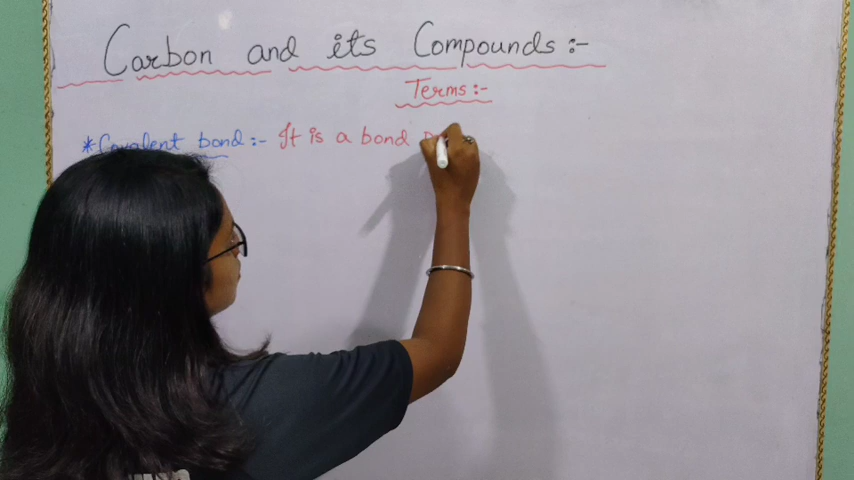 Carbon and its Compounds:-
Terms:-
*Covalent bond:- It is a bond